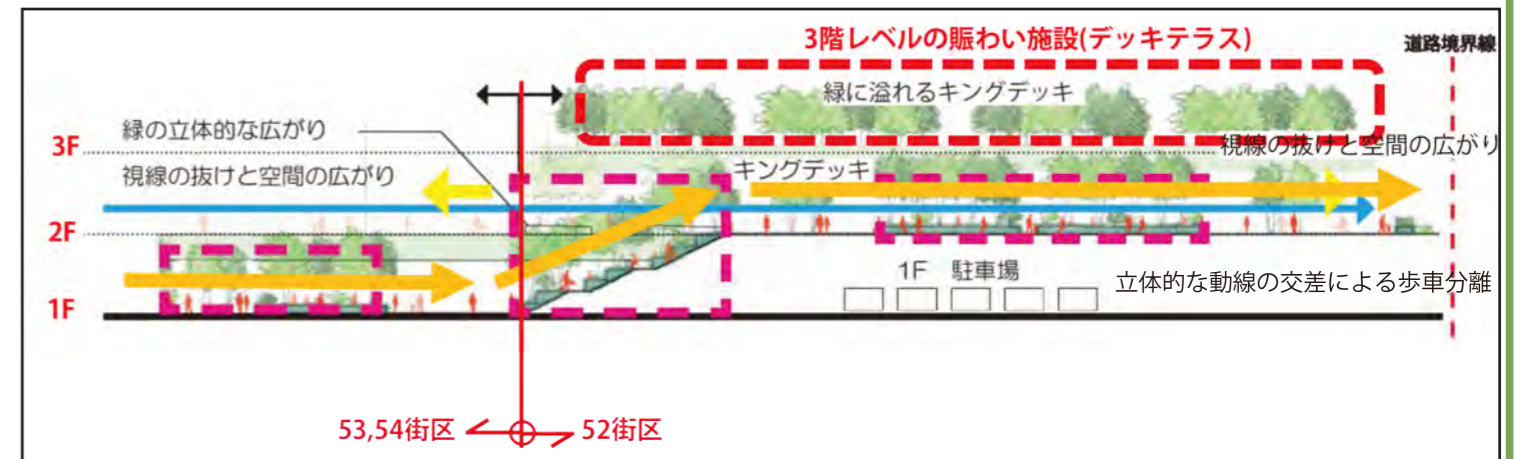 3階レベルの賑わい施設(デッキテラス)
道路境界線
緑に溢れるキングデッキ
緑の立体的な広がり
3F
視線の抜けと空間の広がり
視線の抜けと空間の広がり
キングデッキ
2F
1F 駐車場
立体的な動線の交差による歩車分離
1F
53,54街区
52街区